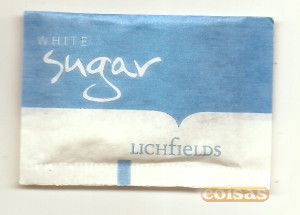 WHITE
sugar
LICHfIELDS
coisas